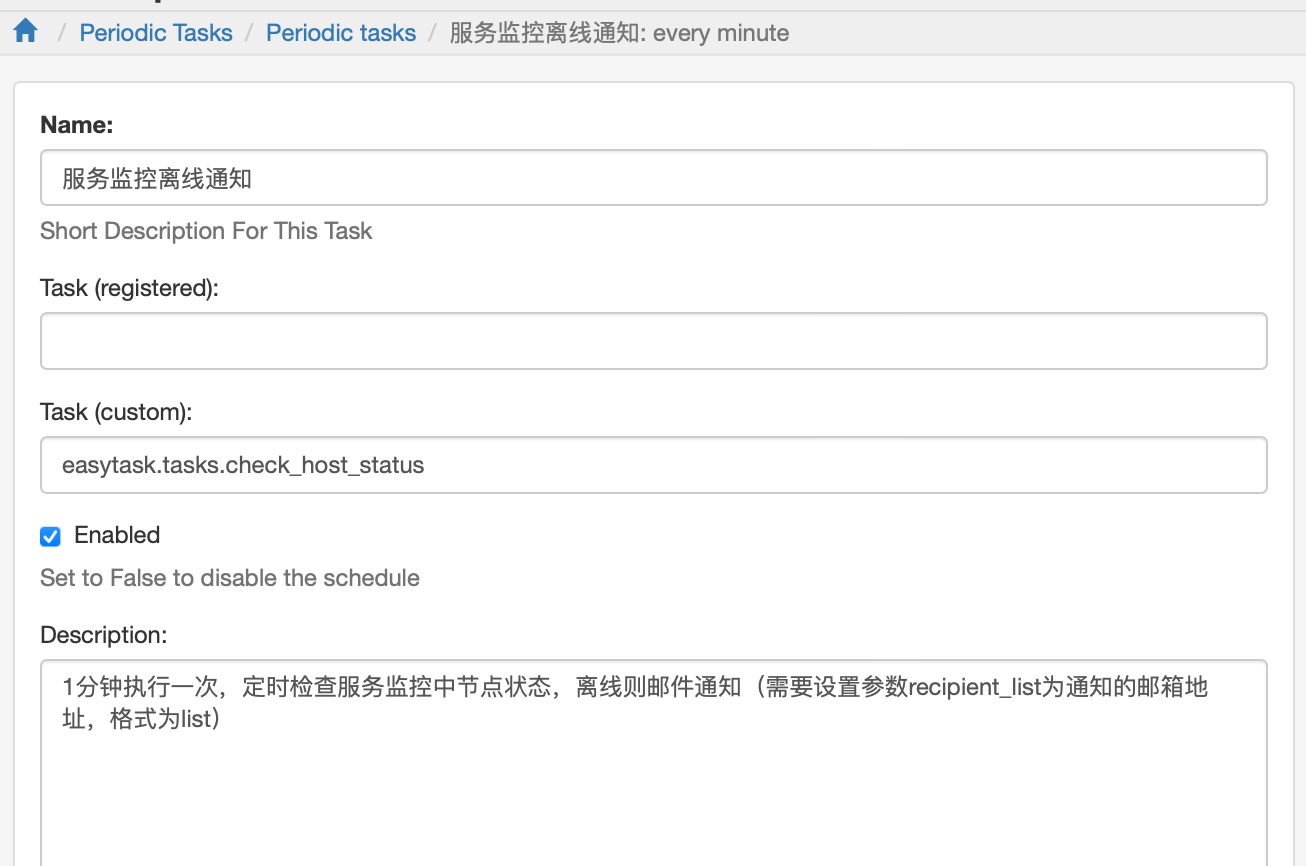 / Periodic Tasks / Periodic tasks / 服务监控离线通知: every minute
Name:
服务监控离线通知
Short Description For This Task
Task (registered):
Task (custom):
easytask.tasks.check_host_status
Enabled
Set to False to disable the schedule
Description:
1分钟执行一次，定时检查服务监控中节点状态，离线则邮件通知（需要设置参数recipient_list为通知的邮箱地
址，格式为list）